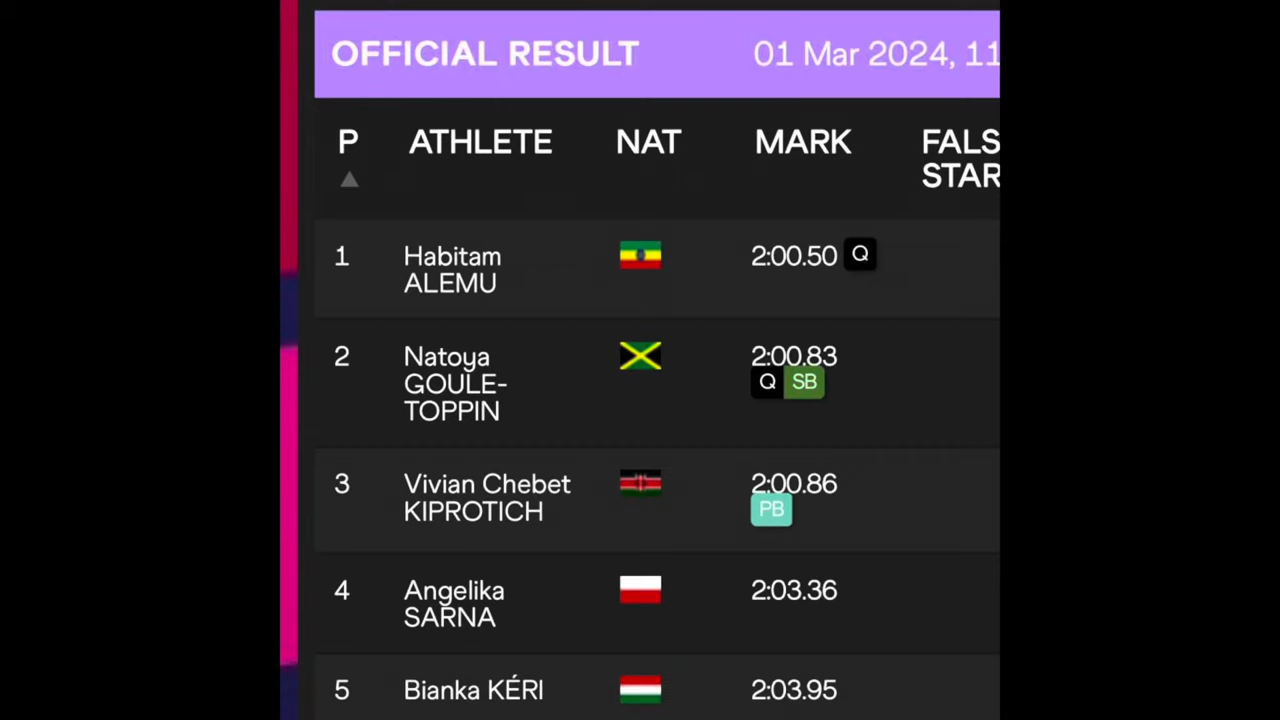 OFFICIAL RESULT 01 Mar 2024, 11
P ATHLETE NAT MARK FALS
STAR
1 Habitam 2:00.50 Q
ALEMU
2 Natoya 2:00.83
GOULE- Q SB
TOPPIN
3 Vivian Chebet 2:00.86
KIPROTICH PB
4 Angelika 2:03.36
SARNA
5 Bianka KÉRI 2:03.95